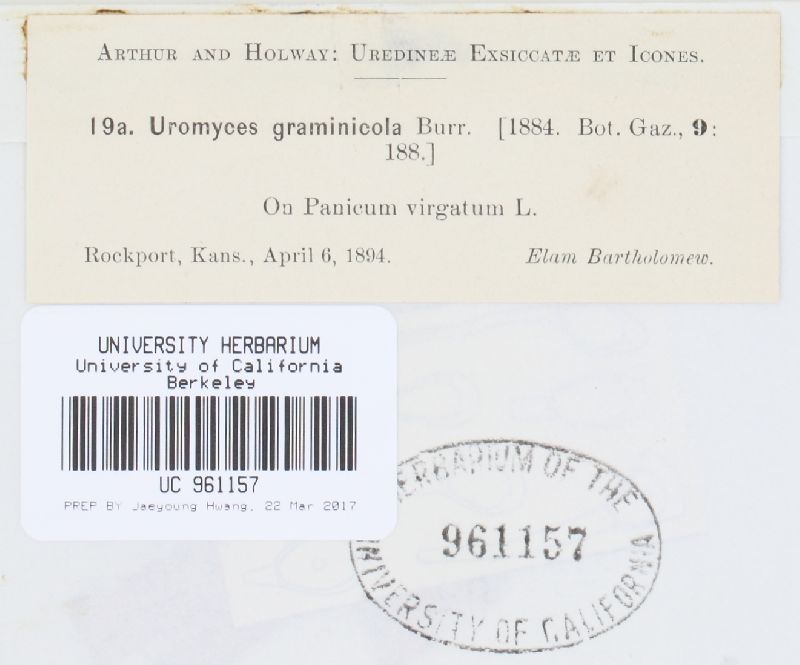 ARTHUR AND HOLWAY: UREDINEÆ EXSICCATÆ ET ICONES.
19a. Uromyces graminicola Burr. [1884. Bot. Gaz., 9:
188.]
On Panicum virgatum L.
Rockport, Kans., April 6, 1894. Elam Bartholomew.
UNIVERSITY HERBARIUM
University of California
Berkeley
UC 961157
PREP BY Jaeyoung Hwang, 22 Mar 2017
HERBARIUM OF THE
961157
UNIVERSITY OF CALIFORNIA